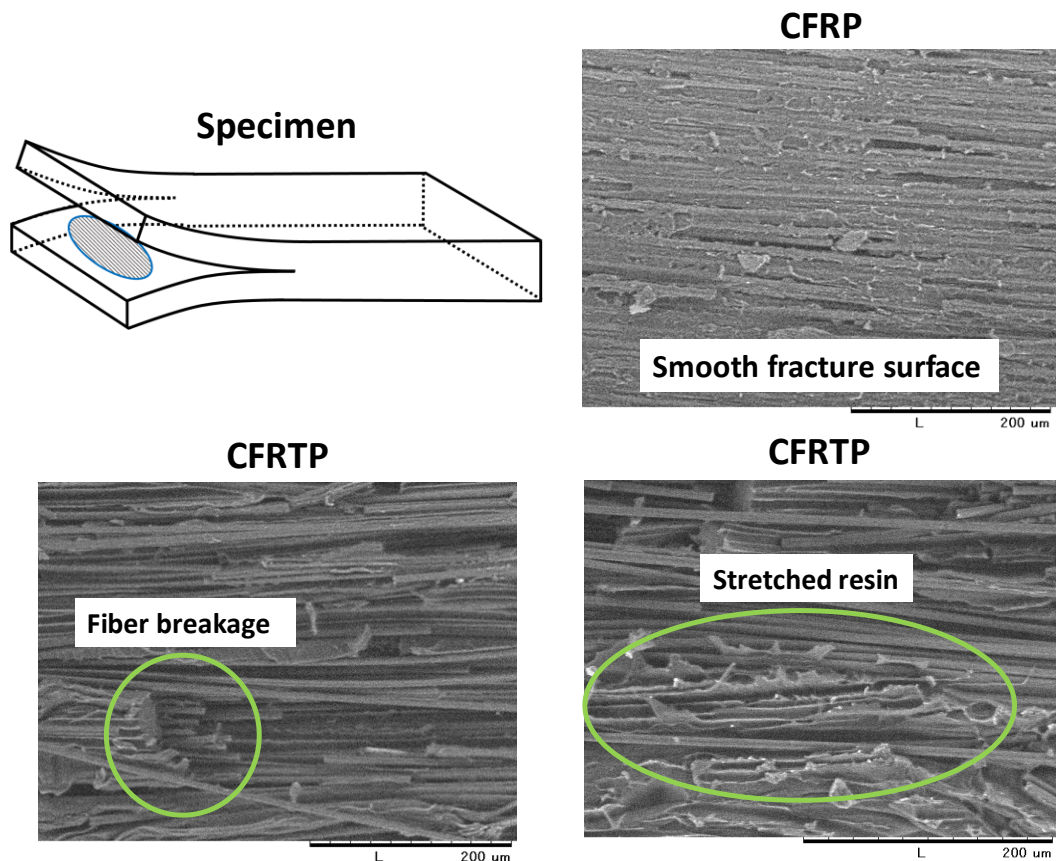 CFRP
Specimen
Smooth fracture surface
L 200 um
CFRTP
CFRTP
Fiber breakage
Stretched resin
L 200 um
L 200 um